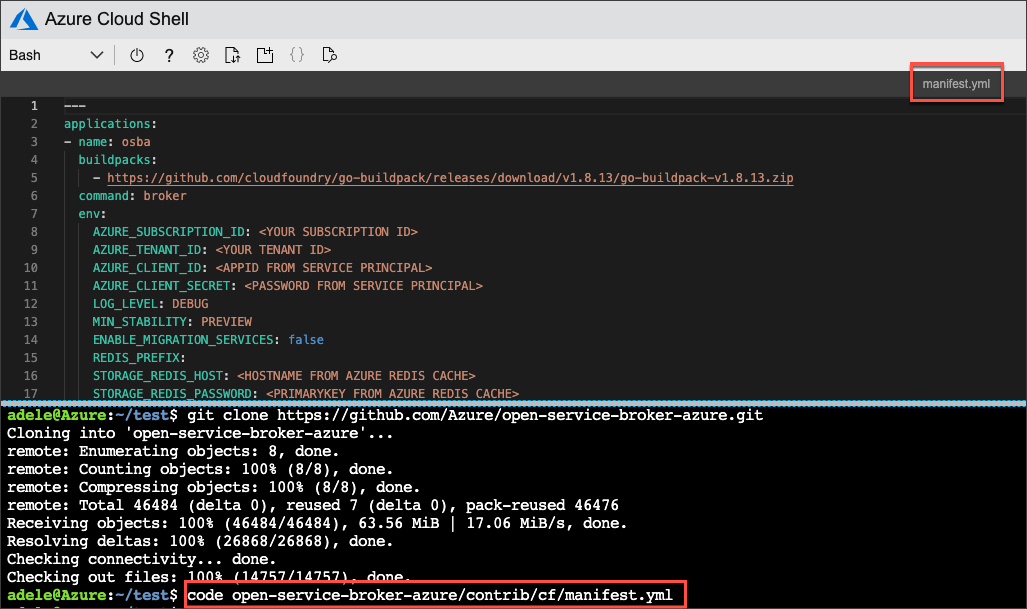 Azure Cloud Shell
Bash
?
{}
manifest.yml
1 ---
2 applications:
3 - name: osba
4 buildpacks:
5 - https://github.com/cloudfoundry/go-buildpack/releases/download/v1.8.13/go-buildpack-v1.8.13.zip
6 command: broker
7 env:
8 AZURE_SUBSCRIPTION_ID: <YOUR SUBSCRIPTION ID>
9 AZURE_TENANT_ID: <YOUR TENANT ID>
10 AZURE_CLIENT_ID: <APPID FROM SERVICE PRINCIPAL>
11 AZURE_CLIENT_SECRET: <PASSWORD FROM SERVICE PRINCIPAL>
12 LOG_LEVEL: DEBUG
13 MIN_STABILITY: PREVIEW
14 ENABLE_MIGRATION_SERVICES: false
15 REDIS_PREFIX:
16 STORAGE_REDIS_HOST: <HOSTNAME FROM AZURE REDIS CACHE>
17 STORAGE_REDIS_PASSWORD: <PRIMARYKEY FROM AZURE REDIS CACHE>
adele@Azure:~/test$ git clone https://github.com/Azure/open-service-broker-azure.git
Cloning into 'open-service-broker-azure'...
remote: Enumerating objects: 8, done.
remote: Counting objects: 100% (8/8), done.
remote: Compressing objects: 100% (8/8), done.
remote: Total 46484 (delta 0), reused 7 (delta 0), pack-reused 46476
Receiving objects: 100% (46484/46484), 63.56 MiB | 17.06 MiB/s, done.
Resolving deltas: 100% (26868/26868), done.
Checking connectivity... done.
Checking out files: 100% (14757/14757), done.
adele@Azure:~/test$ code open-service-broker-azure/contrib/cf/manifest.yml